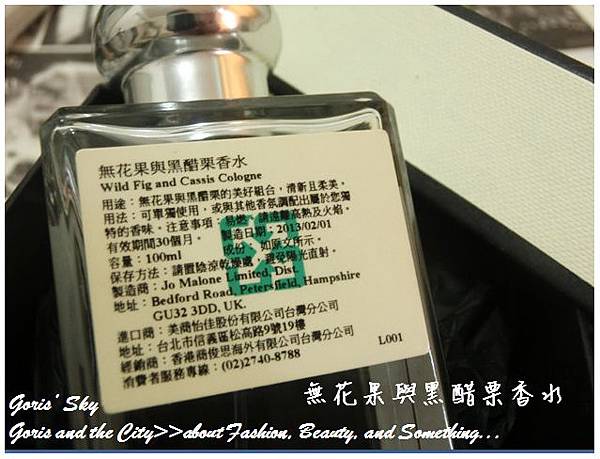 無花果與黑醋栗香水
Wild Fig and Cassis Cologne
用途：無花果與黑醋栗的美好組合，清新且柔美。
用法：可單獨使用，或與其他香氛調配出屬於您獨
特的香味。注意事項：易燃，請遠離高熱及火焰。
有效期間30個月。 製造日期：2013/02/01
容量：100ml 成份：如原文所示。
保存方法：請置陰涼乾燥處，避免陽光直射。
製造商：Jo Malone Limited, Dist.
地址：Bedford Road, Petersfield, Hampshire
GU32 3DD, UK.
進口商：美商怡佳股份有限公司台灣分公司
地址：台北市信義區松高路9號19樓
經銷商：香港商俊思海外有限公司台灣分公司
消費者服務專線：(02)2740-8788
L001
無花果與黑醋栗香水
Goris' Sky
Goris and the City>>about Fashion, Beauty, and Something...